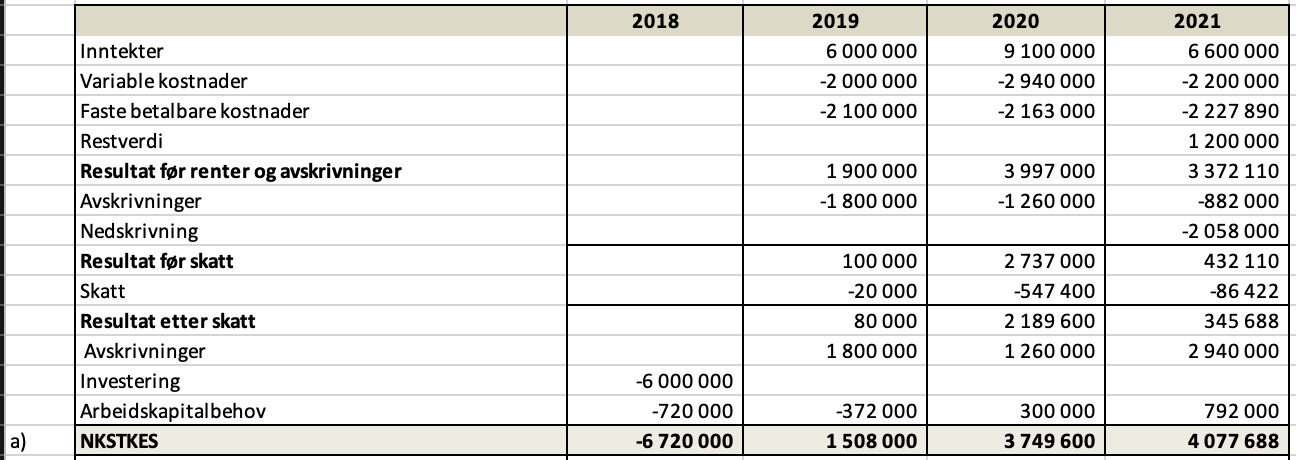 2018 2019 2020 2021
Inntekter 6 000 000 9 100 000 6 600 000
Variable kostnader -2 000 000 -2 940 000 -2 200 000
Faste betalbare kostnader -2 100 000 -2 163 000 -2 227 890
Restverdi 1 200 000
Resultat før renter og avskrivninger 1 900 000 3 997 000 3 372 110
Avskrivninger -1 800 000 -1 260 000 -882 000
Nedskrivning -2 058 000
Resultat før skatt 100 000 2 737 000 432 110
Skatt -20 000 -547 400 -86 422
Resultat etter skatt 80 000 2 189 600 345 688
Avskrivninger 1 800 000 1 260 000 2 940 000
Investering -6 000 000
Arbeidskapitalbehov -720 000 -372 000 300 000 792 000
a) NKSTKES -6 720 000 1 508 000 3 749 600 4 077 688